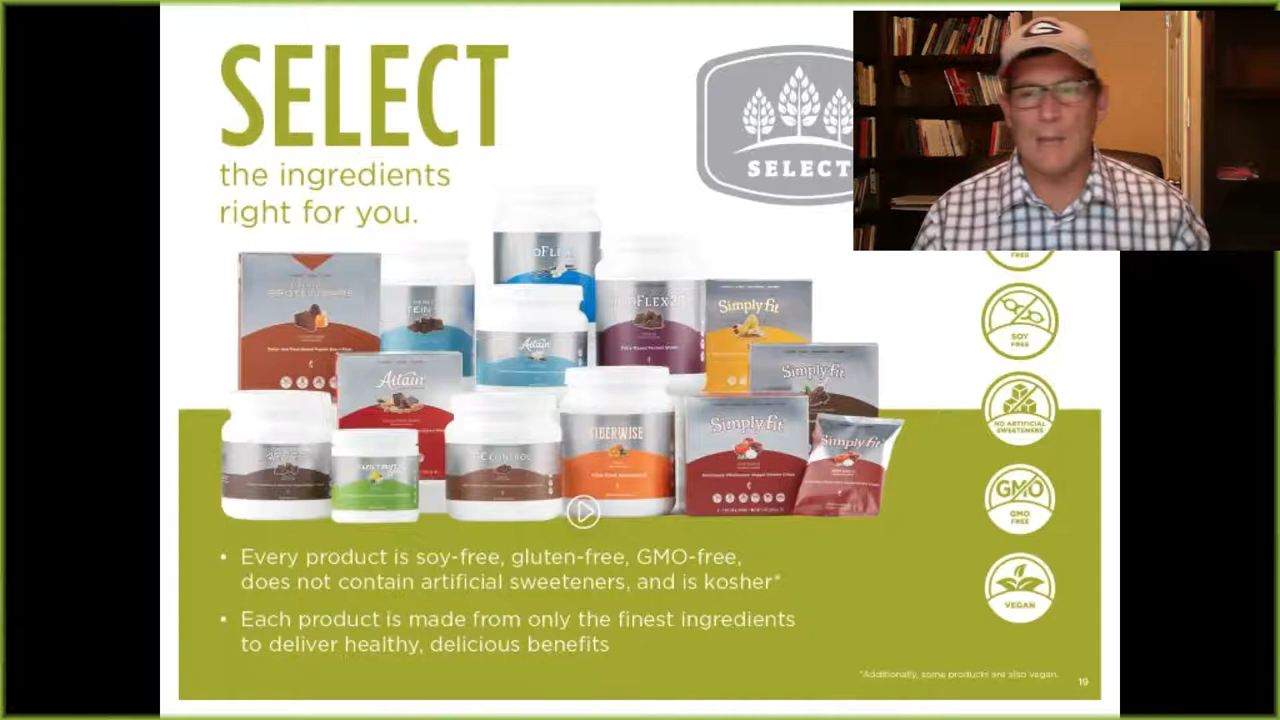 SELECT
the ingredients
right for you.
SELECT
FREE
SOY
FREE
NO ARTIFICIAL
SWEETENERS
GMO
GMO
FREE
VEGAN
Simply fit
Attain
Simply fit
Attain
FIBERWISE
Simply fit
Simply fit
• Every product is soy-free, gluten-free, GMO-free,
does not contain artificial sweeteners, and is kosher*
• Each product is made from only the finest ingredients
to deliver healthy, delicious benefits
*Additionally, some products are also vegan.
19